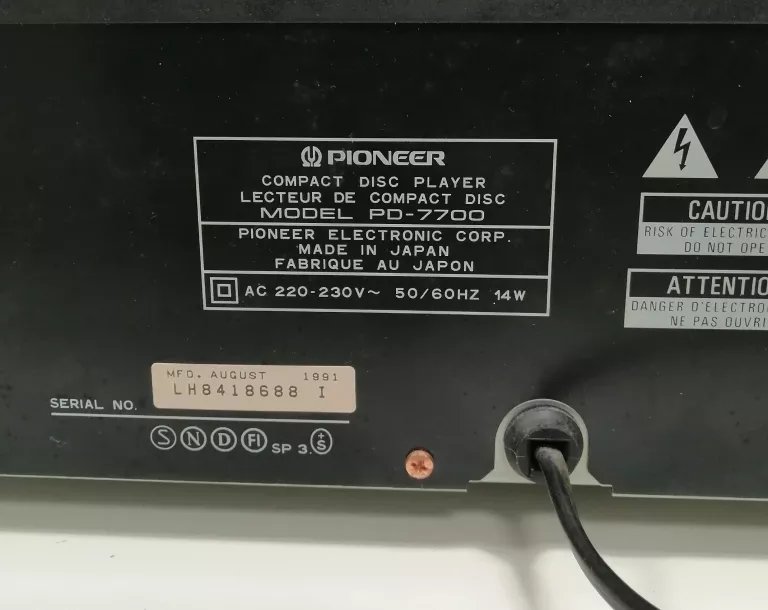 PIONEER
COMPACT DISC PLAYER
LECTEUR DE COMPACT DISC
MODEL PD-7700
PIONEER ELECTRONIC CORP.
MADE IN JAPAN
FABRIQUE AU JAPON
AC 220-230V~ 50/60HZ 14W
CAUTIO
RISK OF ELECTRIC
DO NOT OPE
ATTENTIO
DANGER D'ELECTRO
NE PAS OUVRI
MFD. AUGUST 1991
LH8418688 I
SERIAL NO.
S N D FI SP 3. +S